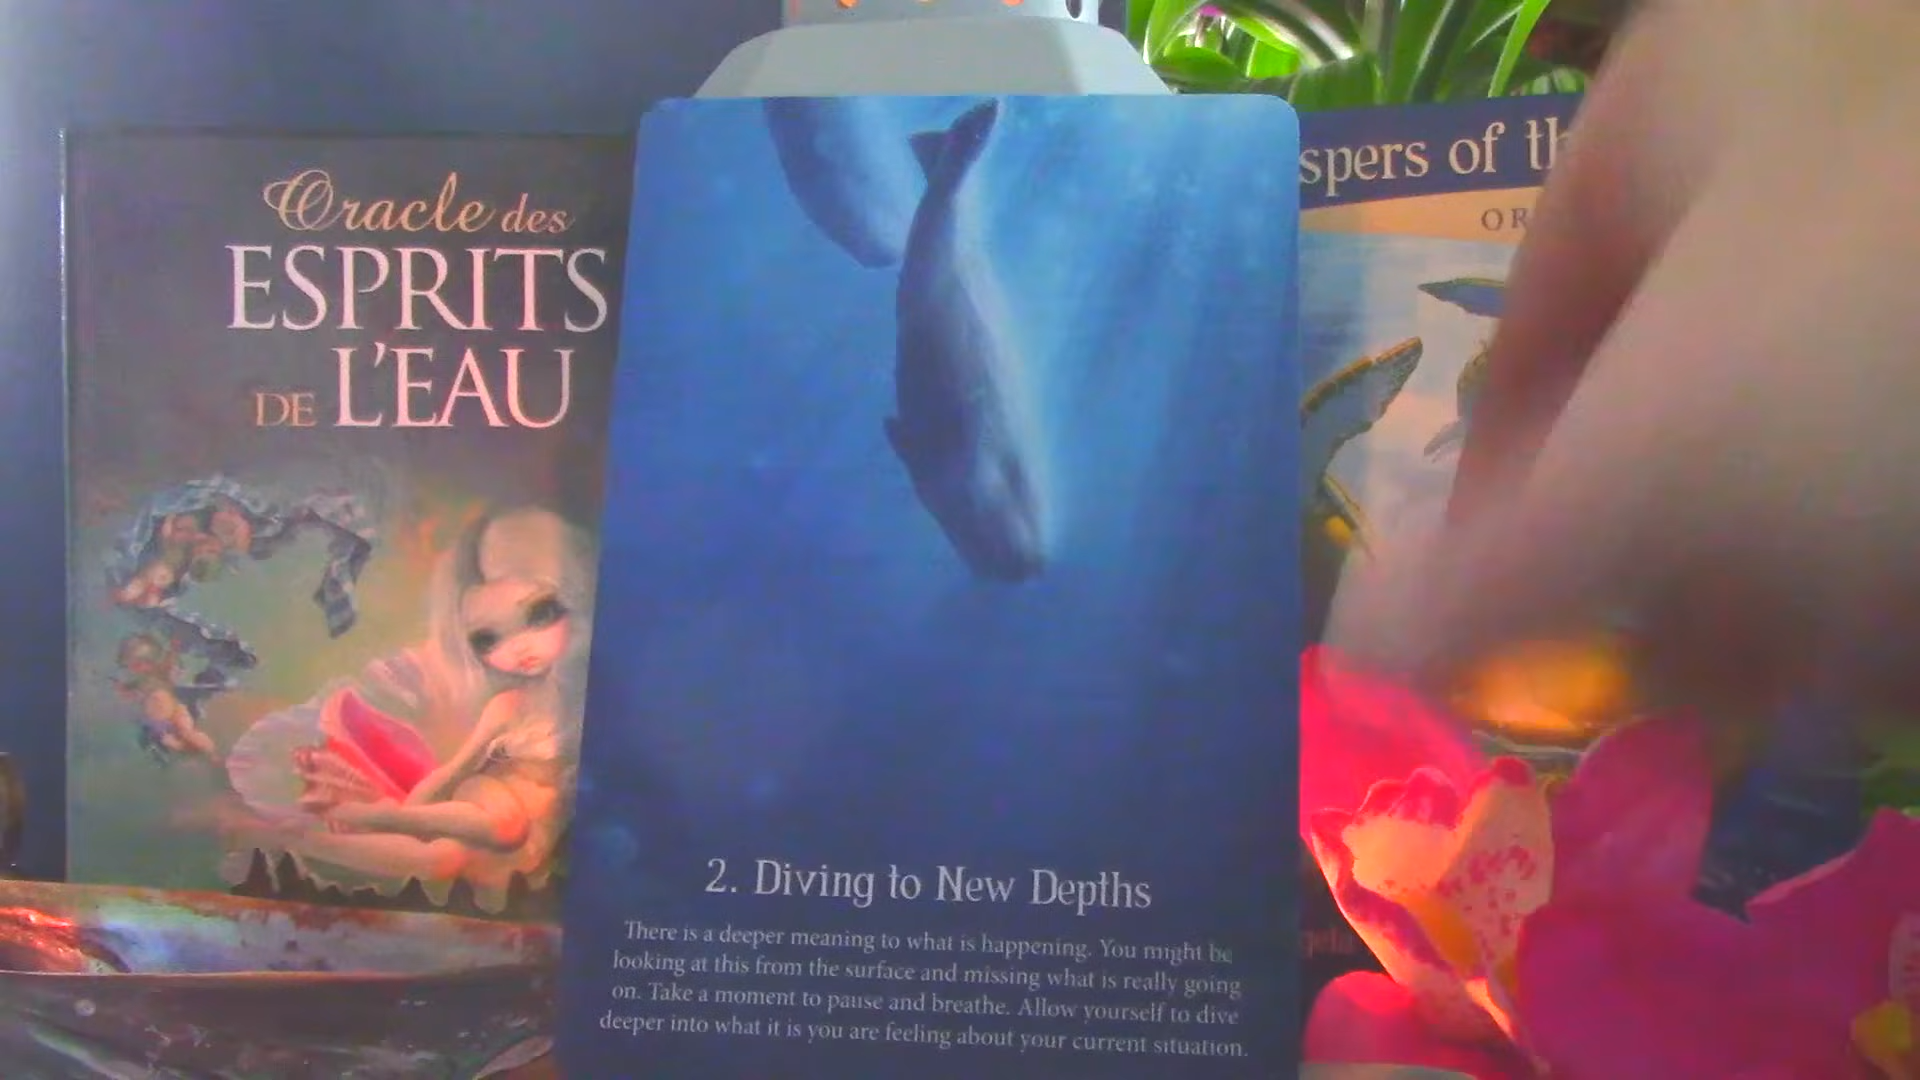 Oracle des
ESPRITS
DE L'EAU
spers of th
OR
2. Diving to New Depths
There is a deeper meaning to what is happening. You might be
looking at this from the surface and missing what is really going
on. Take a moment to pause and breathe. Allow yourself to dive
deeper into what it is you are feeling about your current situation.